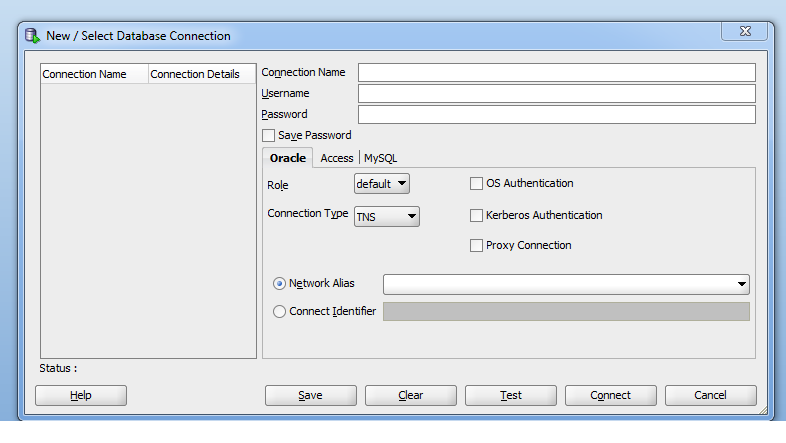 New / Select Database Connection
Connection Name Connection Details
Connection Name
Username
Password
Save Password
Oracle Access MySQL
Role default OS Authentication
Connection Type TNS Kerberos Authentication
Proxy Connection
Network Alias
Connect Identifier
Status :
Help Save Clear Test Connect Cancel